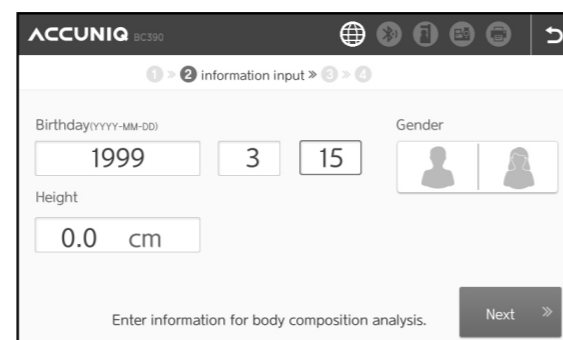 ACCUNIQ BC390
1 » 2 information input » 3 » 4
Birthday(YYYY-MM-DD)
Gender
1999 3 15
Height
0.0 cm
Enter information for body composition analysis.
Next »